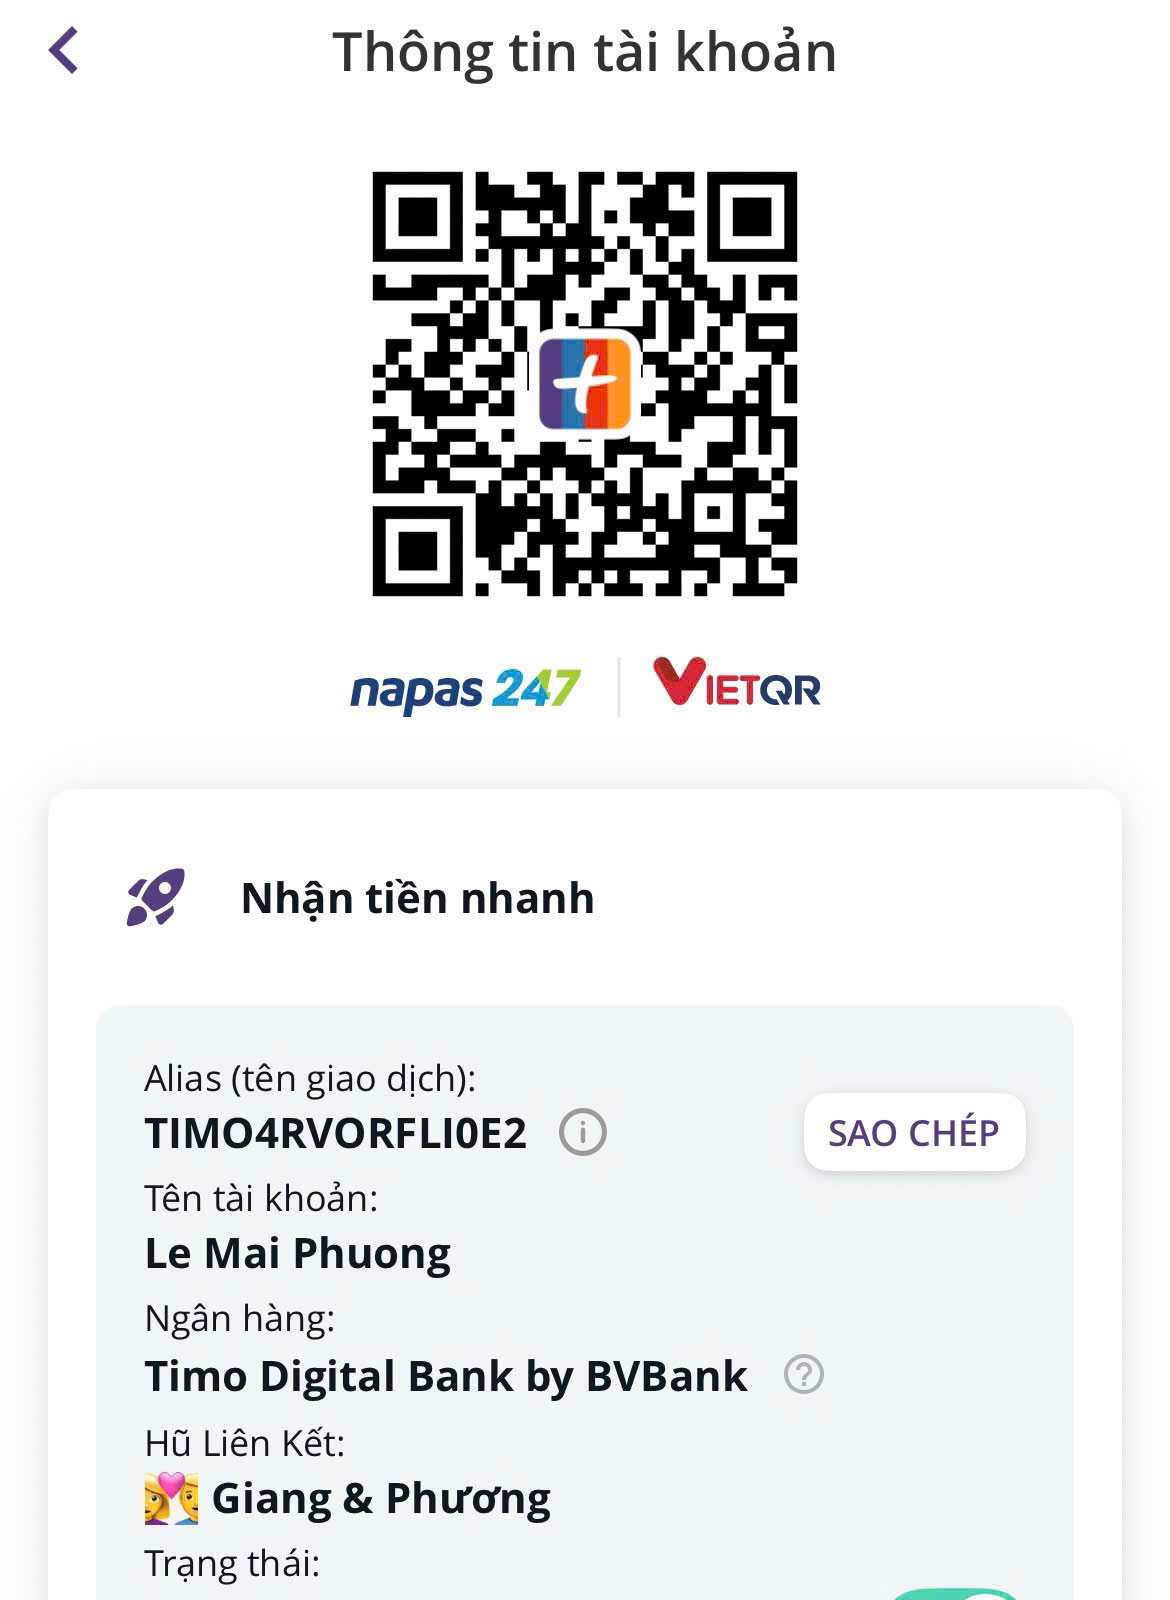 Thông tin tài khoản
napas 247
VIETQR
Nhận tiền nhanh
Alias (tên giao dịch):
TIMO4RVORFLI0E2
SAO CHÉP
Tên tài khoản:
Le Mai Phuong
Ngân hàng:
Timo Digital Bank by BVBank
Hũ Liên Kết:
Giang & Phương
Trạng thái: